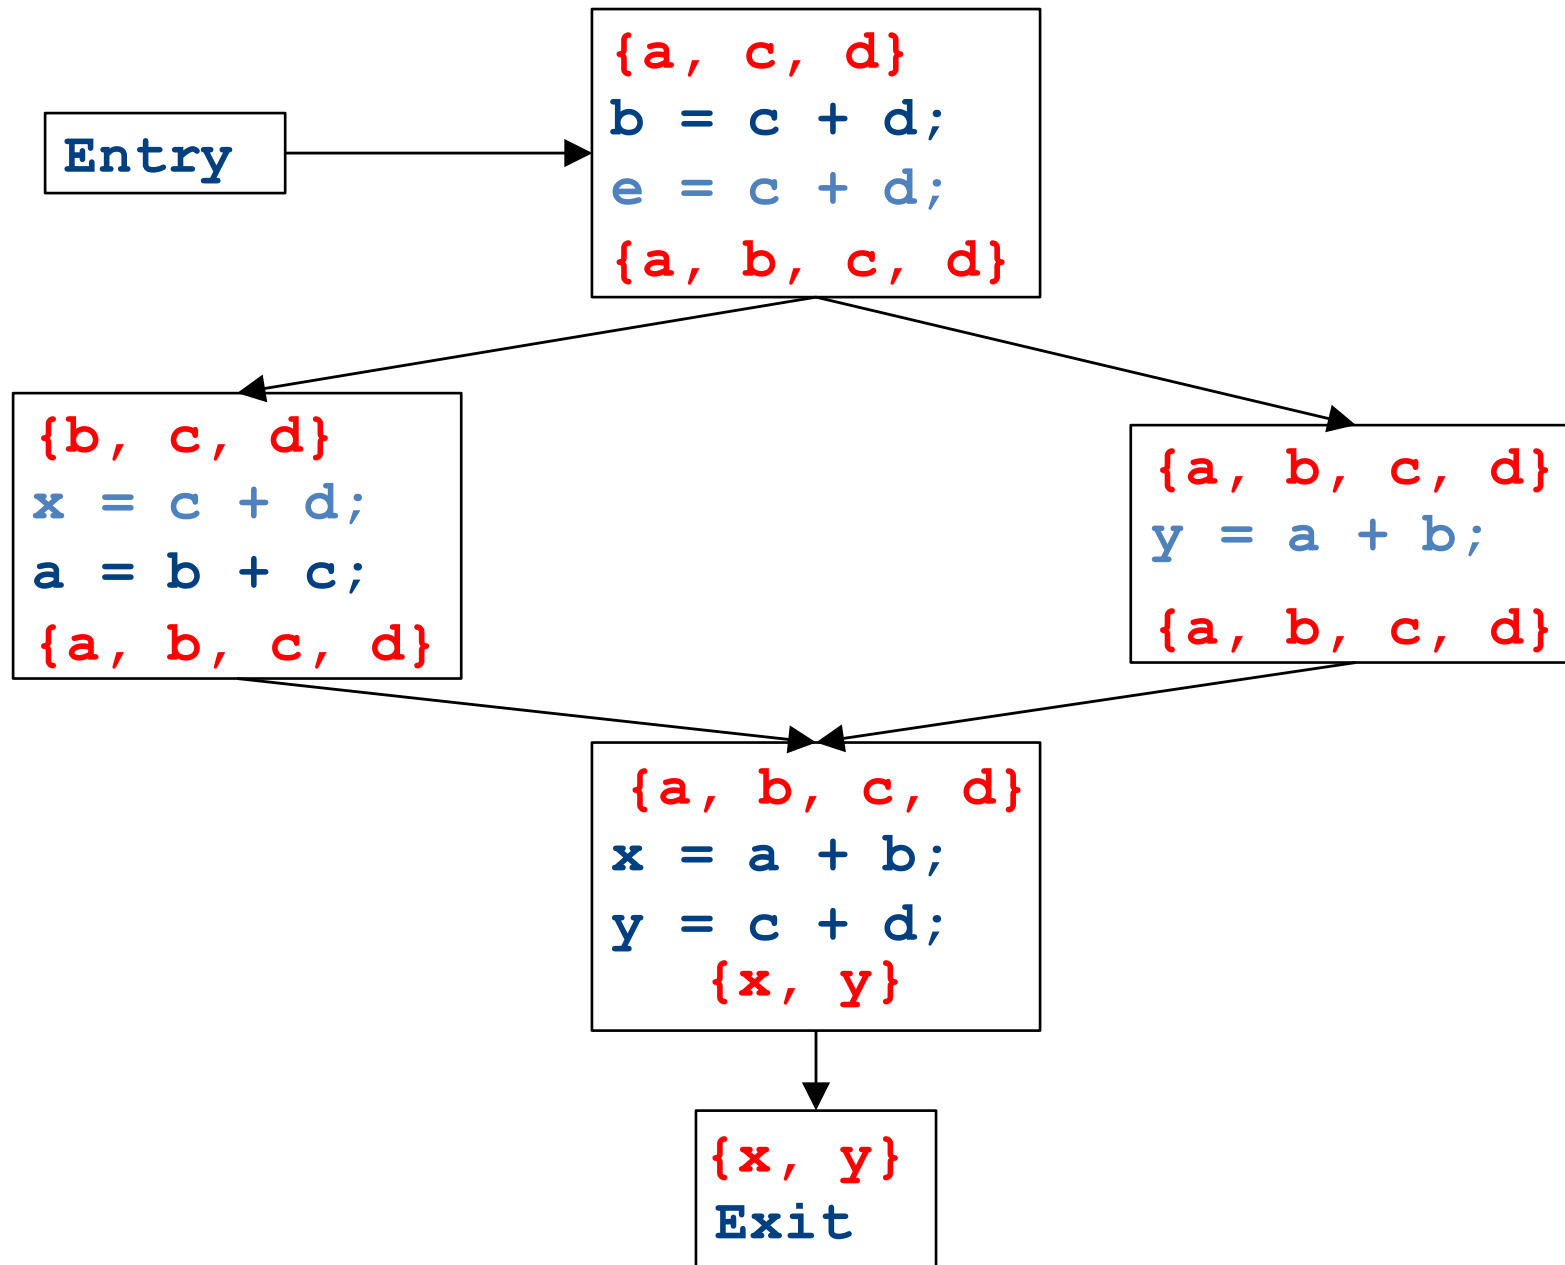 {a, c, d}
b = c + d;
e = c + d;
{a, b, c, d}
Entry
{b, c, d}
x = c + d;
a = b + c;
{a, b, c, d}
{a, b, c, d}
y = a + b;
{a, b, c, d}
{a, b, c, d}
x = a + b;
y = c + d;
{x, y}
{x, y}
Exit